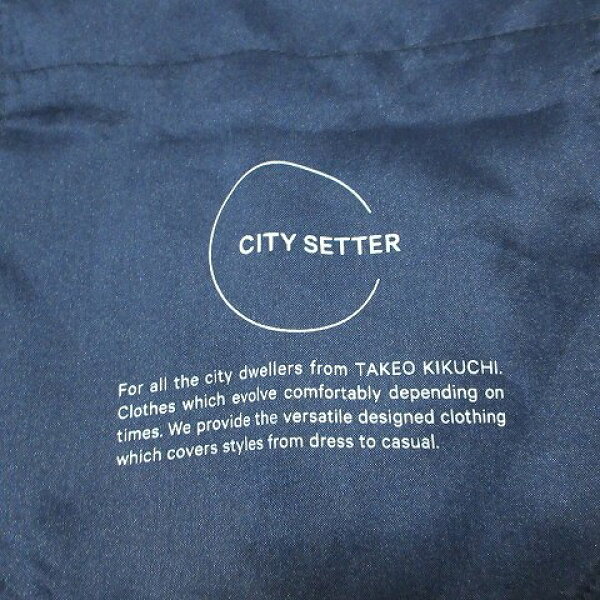 CITY SETTER
For all the city dwellers from TAKEO KIKUCHI.
Clothes which evolve comfortably depending on
times. We provide the versatile designed clothing
which covers styles from dress to casual.